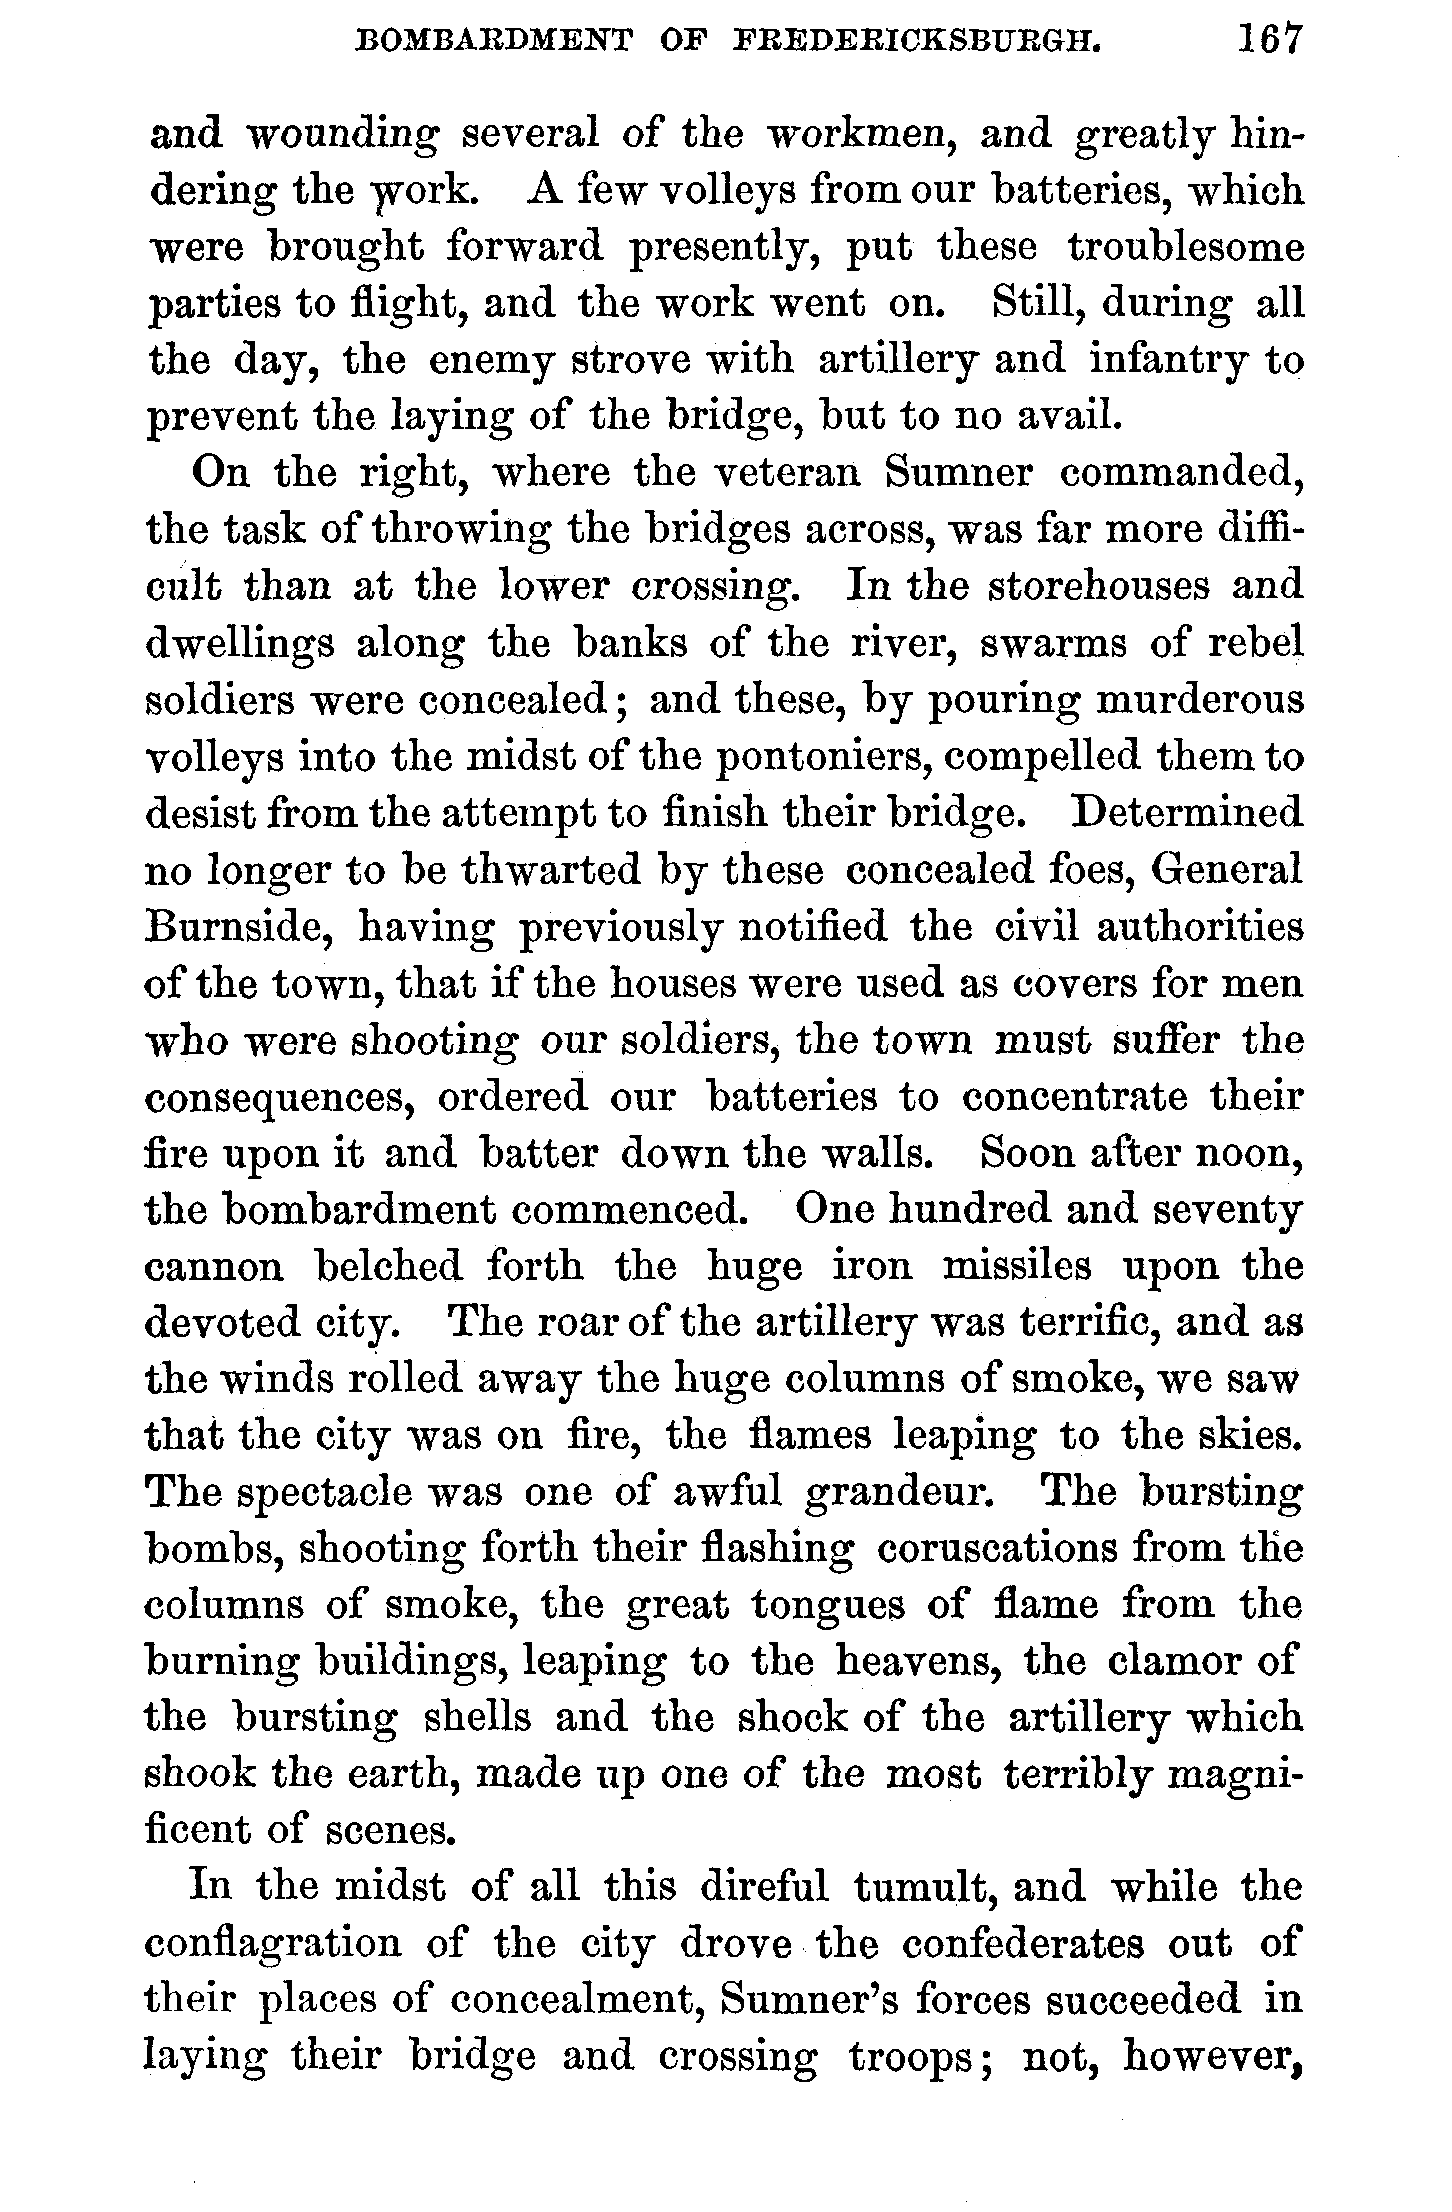 BOMBARDMENT OF FREDERICKSBURGH. 167
and wounding several of the workmen, and greatly hin-
dering the work. A few volleys from our batteries, which
were brought forward presently, put these troublesome
parties to flight, and the work went on. Still, during all
the day, the enemy strove with artillery and infantry to
prevent the laying of the bridge, but to no avail.
On the right, where the veteran Sumner commanded,
the task of throwing the bridges across, was far more diffi-
cult than at the lower crossing. In the storehouses and
dwellings along the banks of the river, swarms of rebel
soldiers were concealed; and these, by pouring murderous
volleys into the midst of the pontoniers, compelled them to
desist from the attempt to finish their bridge. Determined
no longer to be thwarted by these concealed foes, General
Burnside, having previously notified the civil authorities
of the town, that if the houses were used as covers for men
who were shooting our soldiers, the town must suffer the
consequences, ordered our batteries to concentrate their
fire upon it and batter down the walls. Soon after noon,
the bombardment commenced. One hundred and seventy
cannon belched forth the huge iron missiles upon the
devoted city. The roar of the artillery was terrific, and as
the winds rolled away the huge columns of smoke, we saw
that the city was on fire, the flames leaping to the skies.
The spectacle was one of awful grandeur. The bursting
bombs, shooting forth their flashing coruscations from the
columns of smoke, the great tongues of flame from the
burning buildings, leaping to the heavens, the clamor of
the bursting shells and the shock of the artillery which
shook the earth, made up one of the most terribly magni-
ficent of scenes.
In the midst of all this direful tumult, and while the
conflagration of the city drove the confederates out of
their places of concealment, Sumner's forces succeeded in
laying their bridge and crossing troops; not, however,